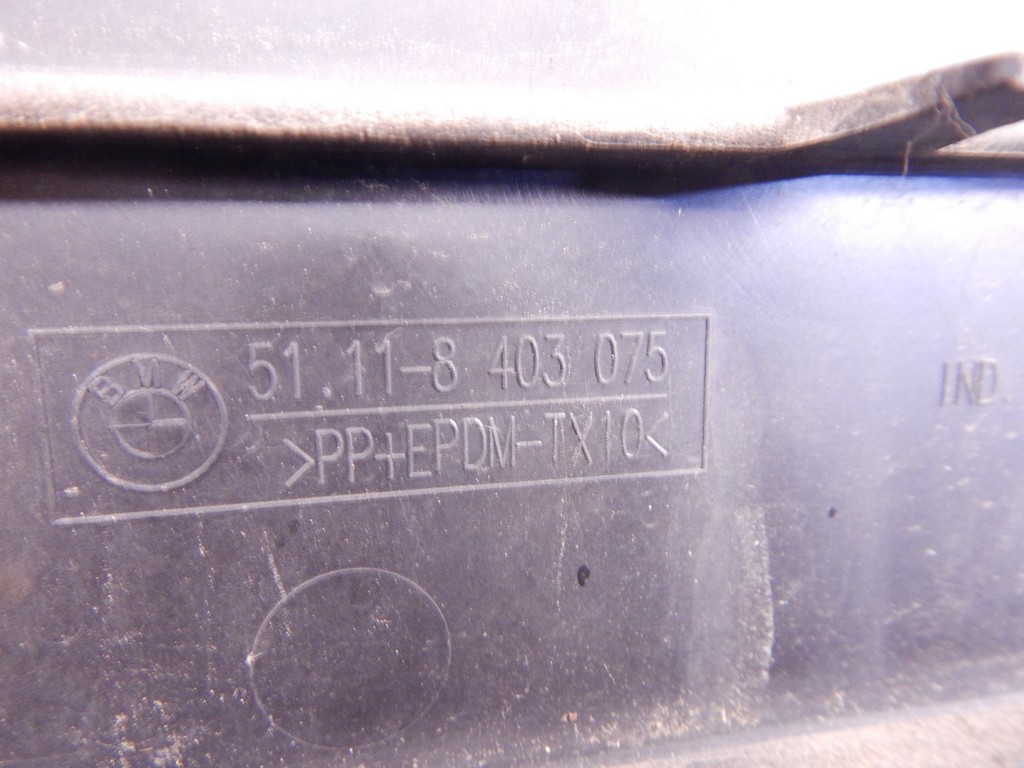 BMW
51.11-8 403 075
>PP+EPDM-TX10<
IND.